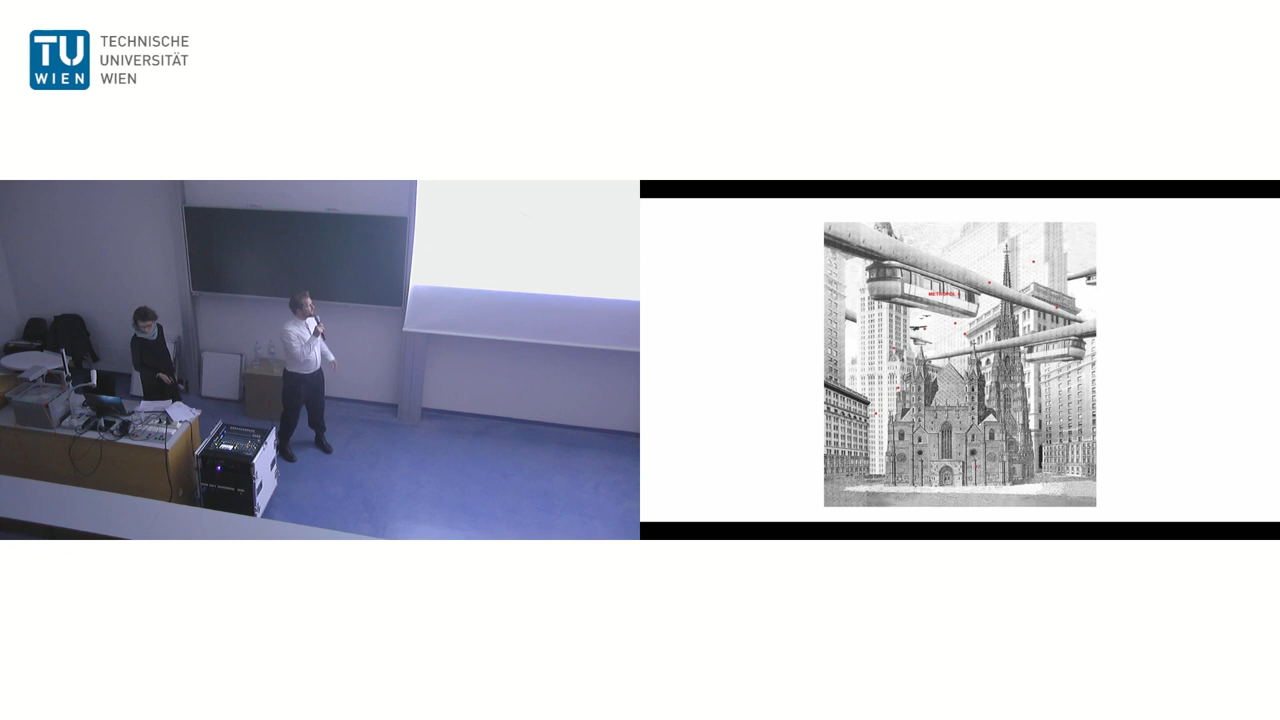 TU
WIEN
TECHNISCHE
UNIVERSITÄT
WIEN
METROPOL